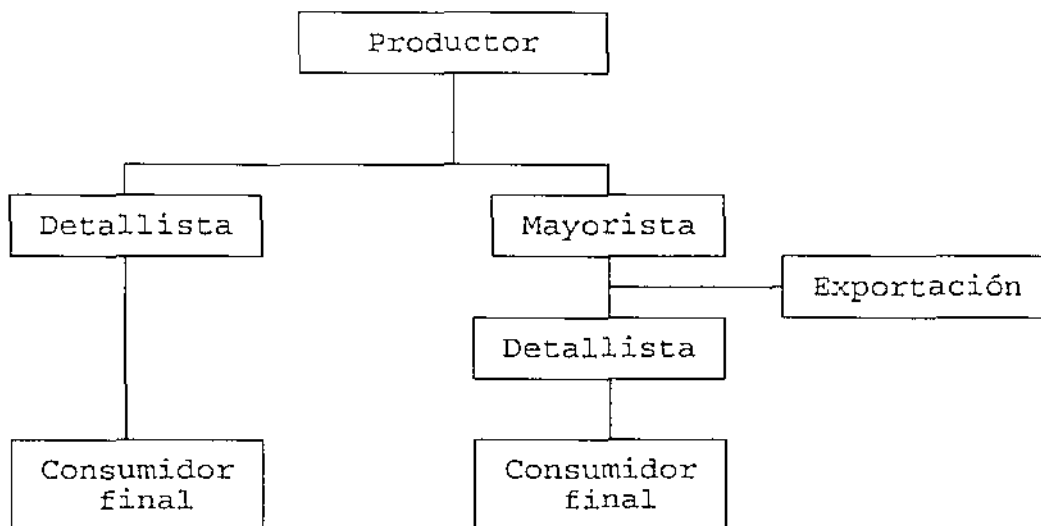 Productor
Detallista
Mayorista
Exportación
Detallista
Consumidor
final
Consumidor
final